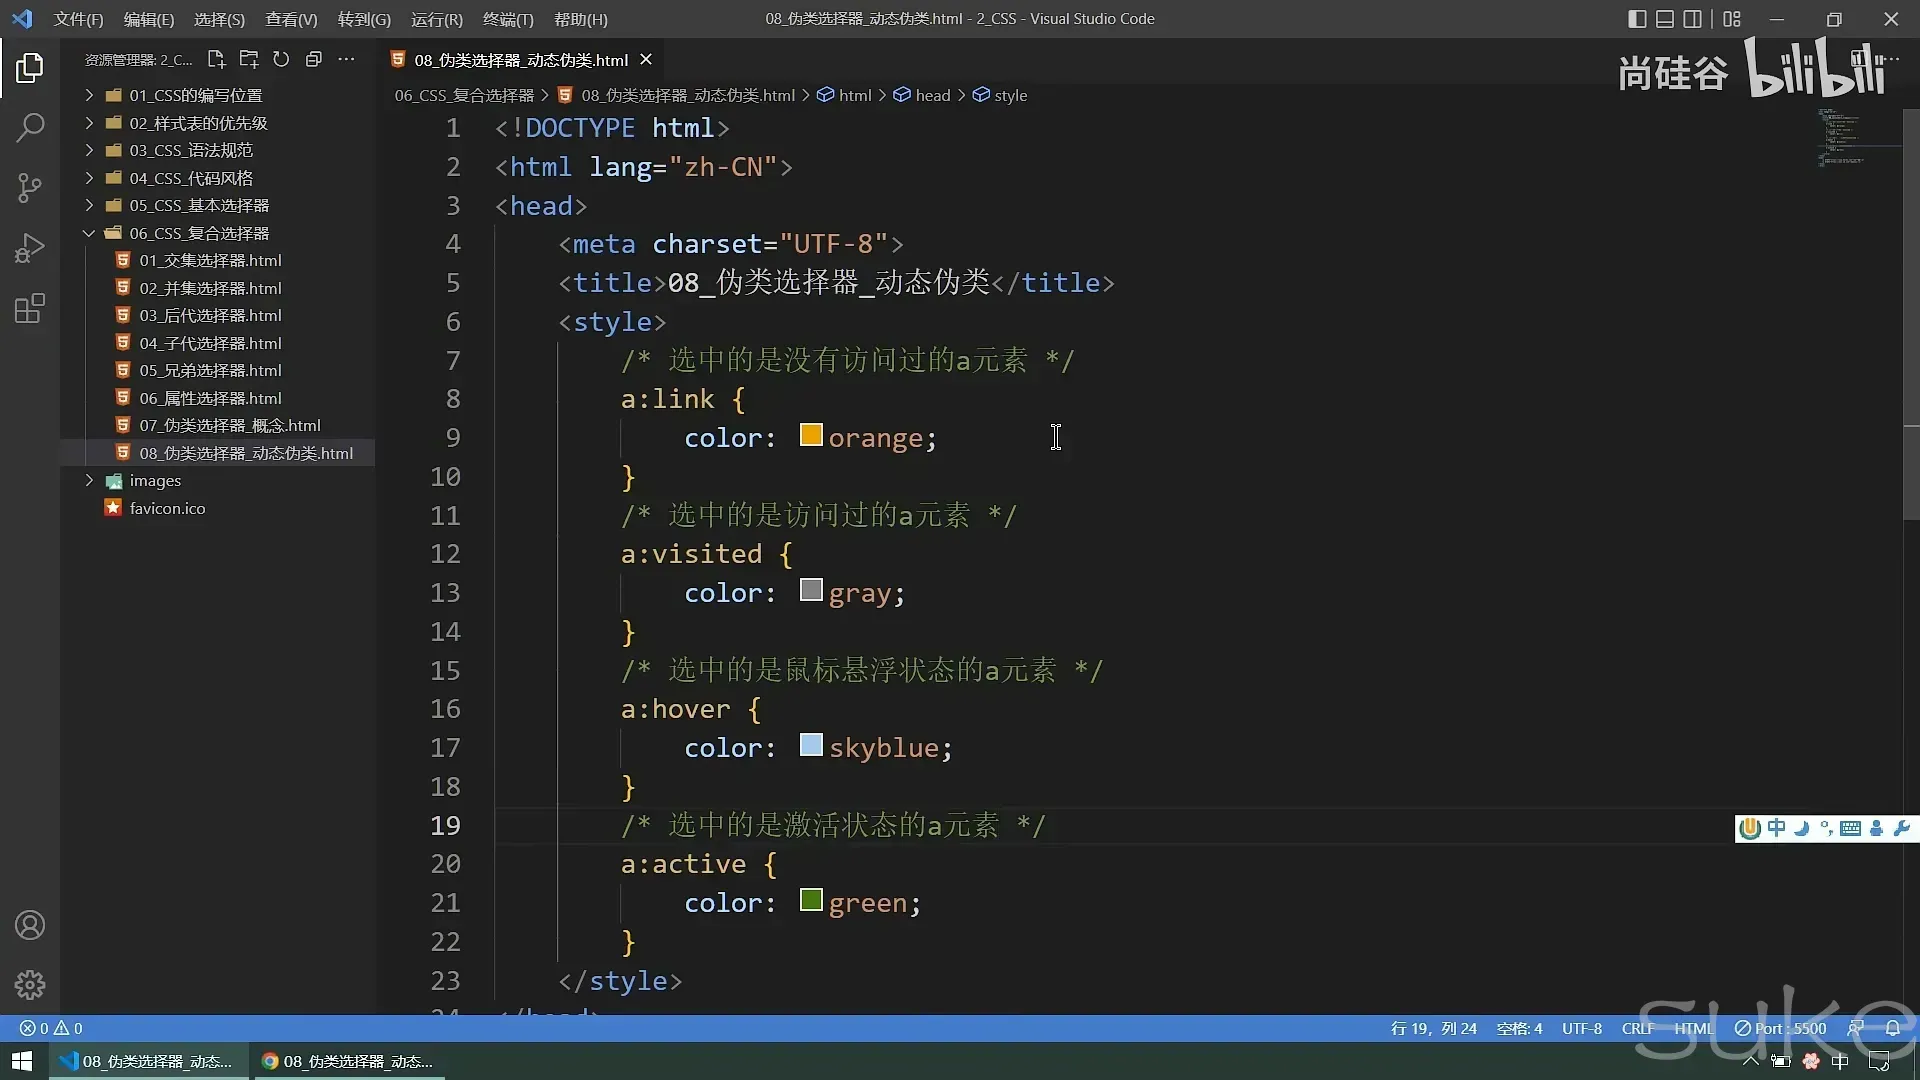 文件(F) 编辑(E) 选择(S) 查看(V) 转到(G) 运行(R) 终端(T) 帮助(H) 08_伪类选择器_动态伪类.html - 2_CSS - Visual Studio Code
资源管理器: 2_C...
08_伪类选择器_动态伪类.html
尚硅谷 bilibili
06_CSS_复合选择器 > 08_伪类选择器_动态伪类.html > html > head > style
01_CSS的编写位置
02_样式表的优先级
03_CSS_语法规范
04_CSS_代码风格
05_CSS_基本选择器
06_CSS_复合选择器
01_交集选择器.html
02_并集选择器.html
03_后代选择器.html
04_子代选择器.html
05_兄弟选择器.html
06_属性选择器.html
07_伪类选择器_概念.html
08_伪类选择器_动态伪类.html
images
favicon.ico
1 <!DOCTYPE html>
2 <html lang="zh-CN">
3 <head>
4 <meta charset="UTF-8">
5 <title>08_伪类选择器_动态伪类</title>
6 <style>
7 /* 选中的是没有访问过的a元素 */
8 a:link {
9 color: orange;
10 }
11 /* 选中的是访问过的a元素 */
12 a:visited {
13 color: gray;
14 }
15 /* 选中的是鼠标悬浮状态的a元素 */
16 a:hover {
17 color: skyblue;
18 }
19 /* 选中的是激活状态的a元素 */
20 a:active {
21 color: green;
22 }
23 </style>
24 </head>
中
suke
0 0 行 19，列 24 空格: 4 UTF-8 CRLF HTML Port : 5500
08_伪类选择器_动态... 08_伪类选择器_动态... 中